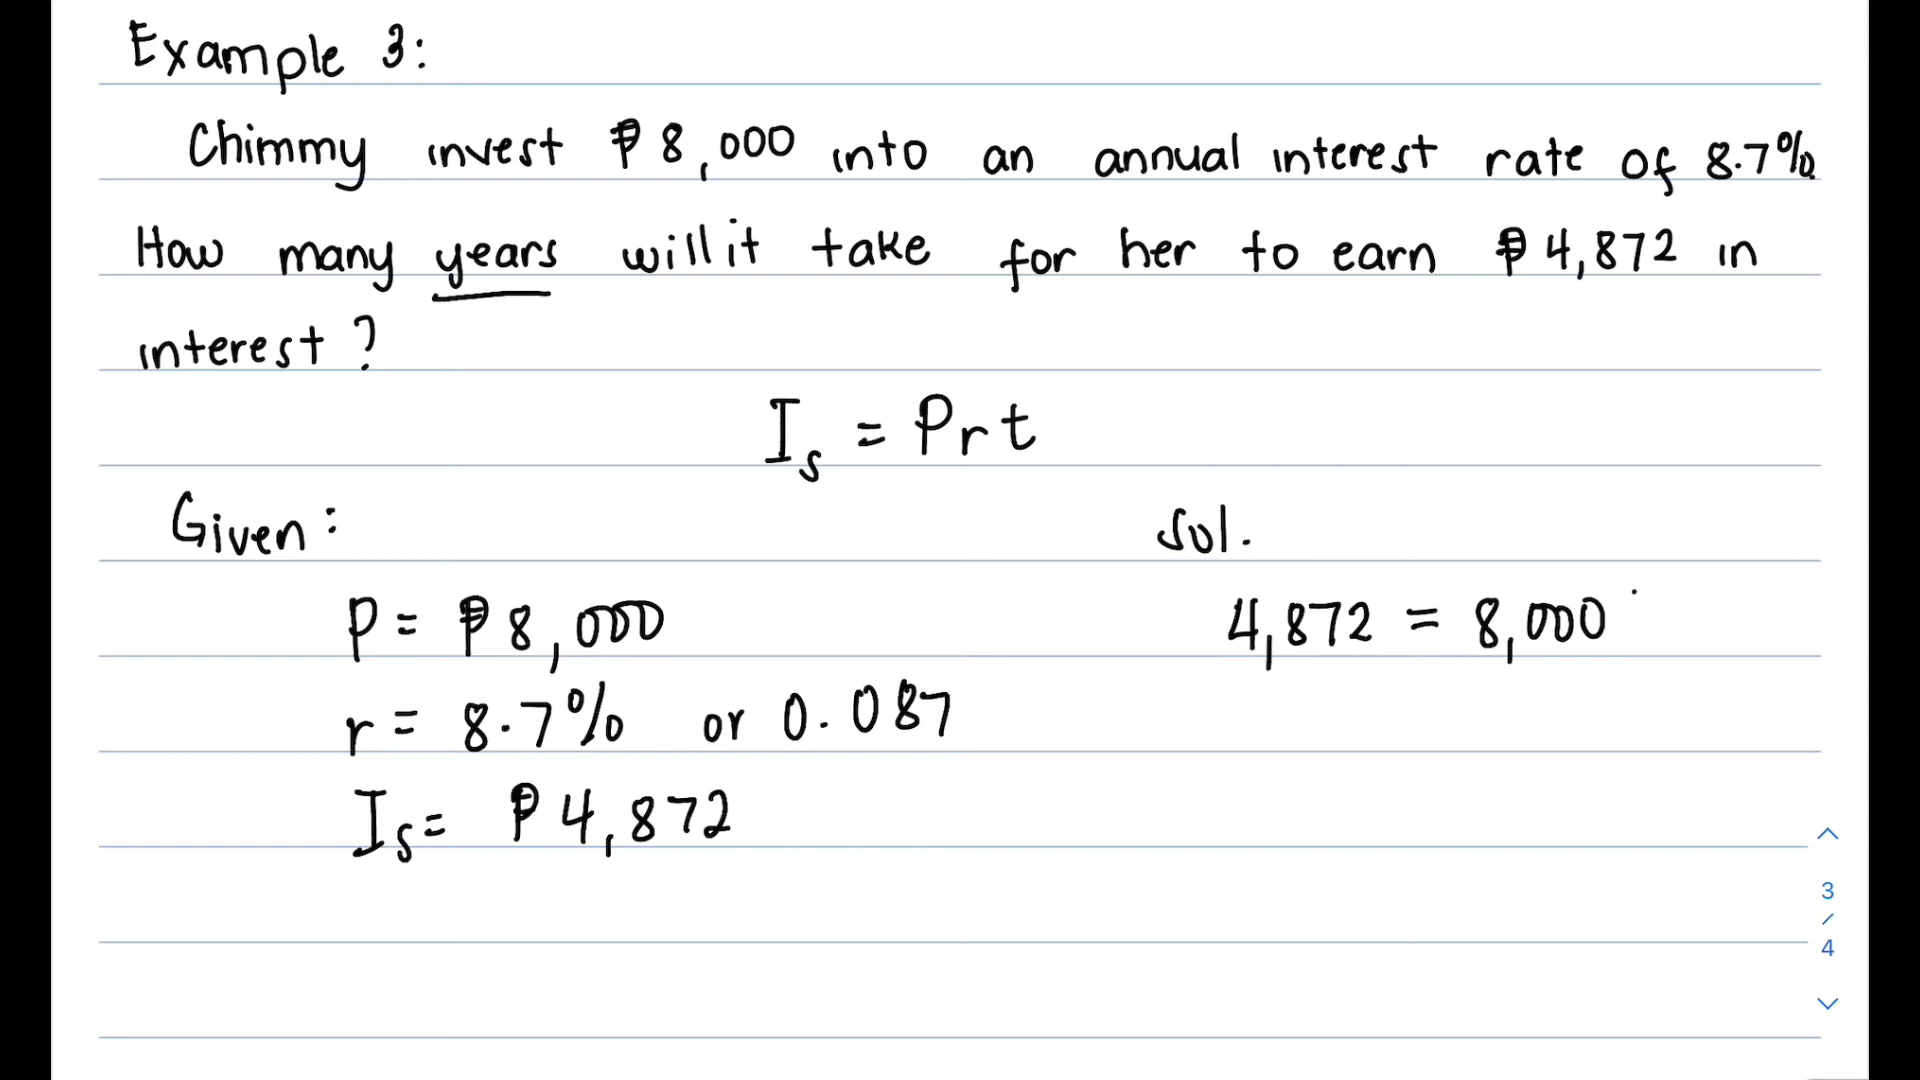 Example 3:
Chimmy invest ₱8,000 into an annual interest rate of 8.7%.
How many years will it take for her to earn ₱4,872 in
interest?
Is = Prt
Given: Sol.
P = ₱8,000 4,872 = 8,000
r = 8.7% or 0.087
Is = ₱4,872
3
/
4